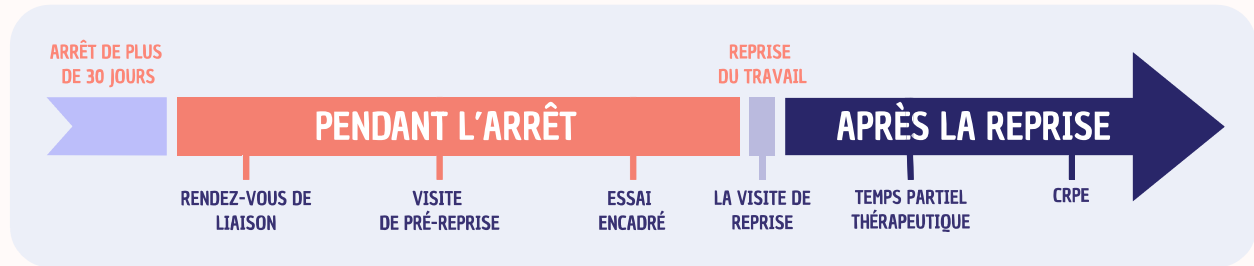 ARRÊT DE PLUS
DE 30 JOURS
REPRISE
DU TRAVAIL
PENDANT L'ARRÊT
APRÈS LA REPRISE
RENDEZ-VOUS DE
LIAISON
VISITE
DE PRÉ-REPRISE
ESSAI
ENCADRÉ
LA VISITE DE
REPRISE
TEMPS PARTIEL
THÉRAPEUTIQUE
CRPE